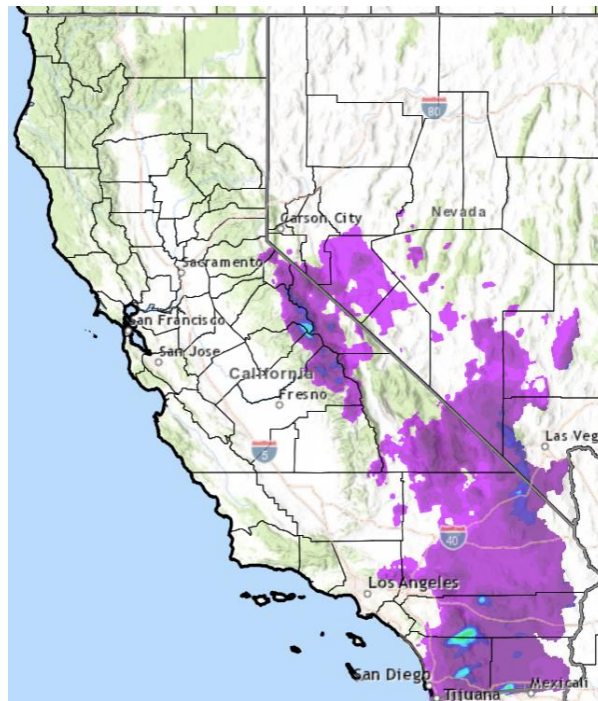 80
Carson City
Nevada
Sacramento
San Francisco
San Jose
California
Fresno
Las Veg
5
40
Los Angeles
San Diego
Mexicali
Tijuana